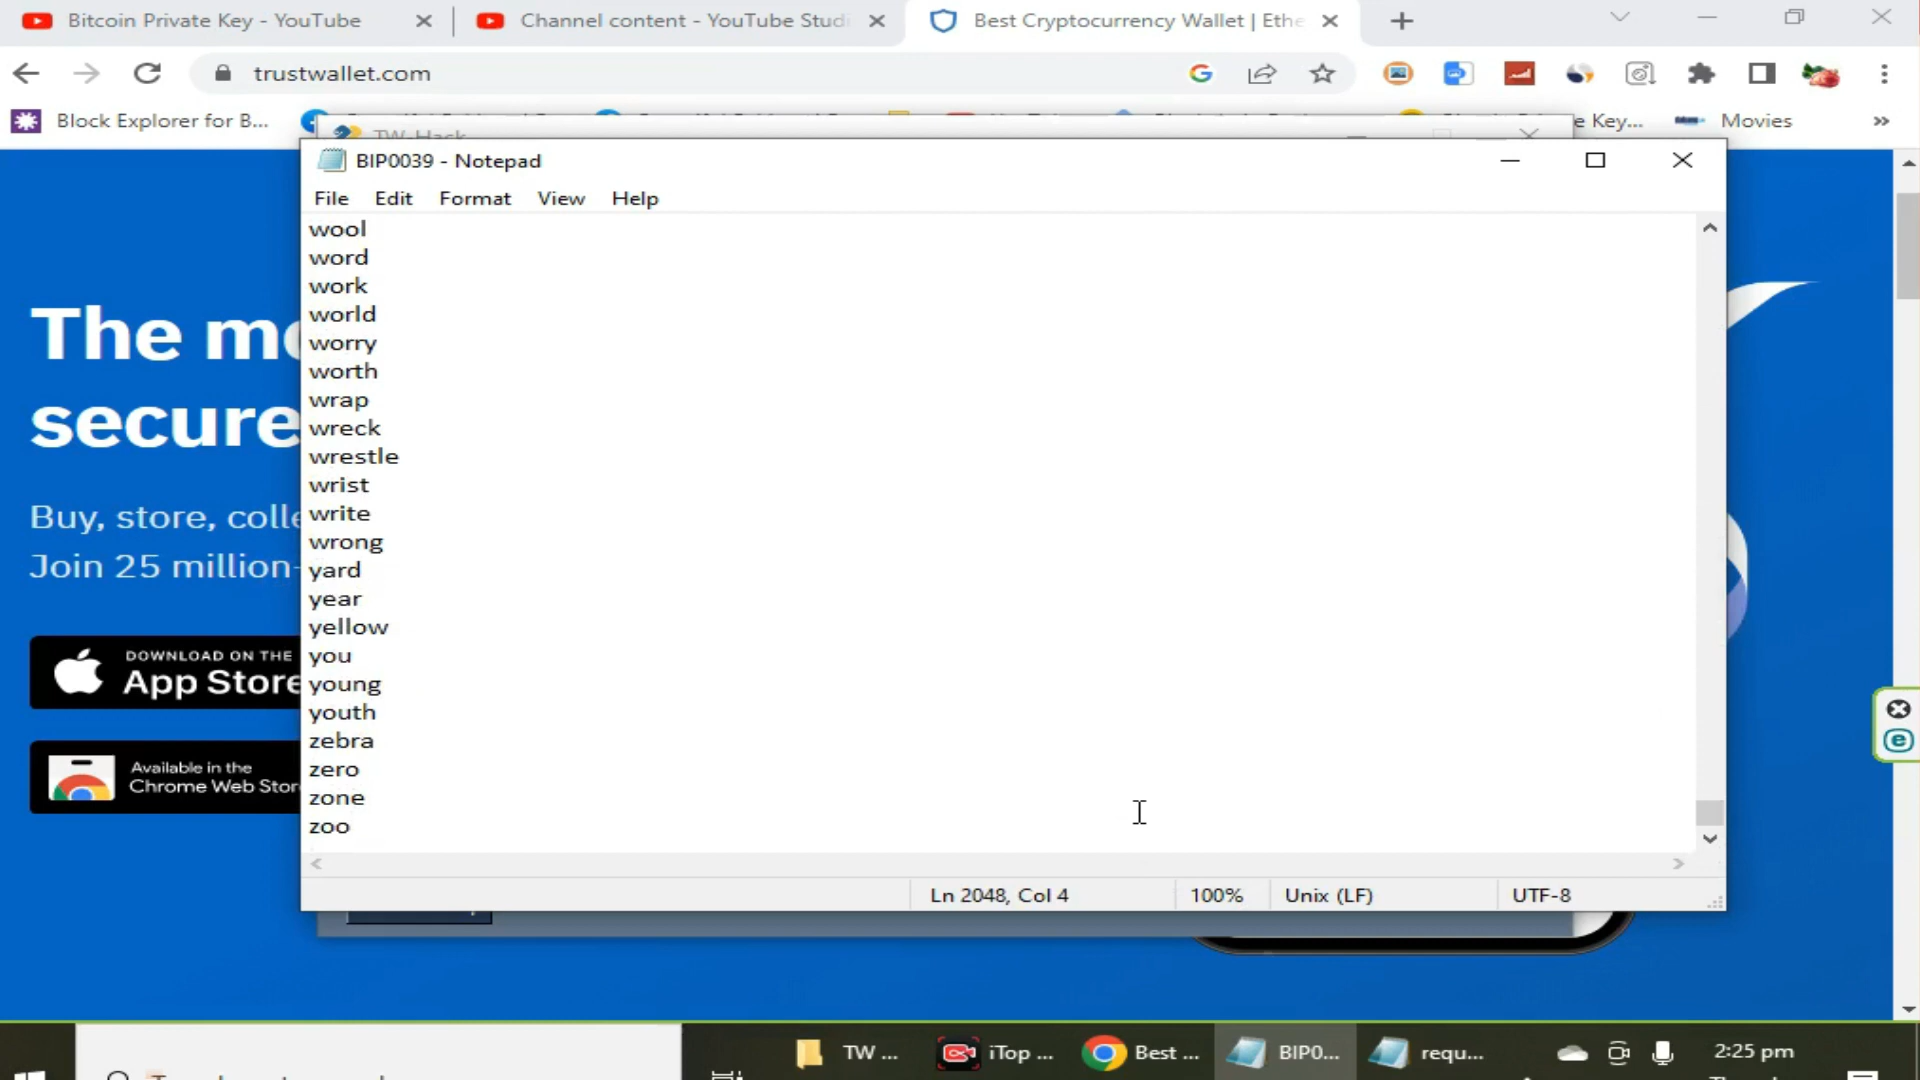 Bitcoin Private Key - YouTube
Channel content - YouTube Studi
Best Cryptocurrency Wallet | Ethe
trustwallet.com
Block Explorer for B...
e Key...
Movies
TW-Hack
BIP0039 - Notepad
File Edit Format View Help
wool
word
work
world
worry
worth
wrap
wreck
wrestle
wrist
write
wrong
yard
year
yellow
you
young
youth
zebra
zero
zone
zoo
Ln 2048, Col 4
100%
Unix (LF)
UTF-8
The mo
secure
Buy, store, colle
Join 25 million-
DOWNLOAD ON THE
App Store
Available in the
Chrome Web Stor
TW ...
iTop ...
Best ...
BIP0...
requ...
2:25 pm